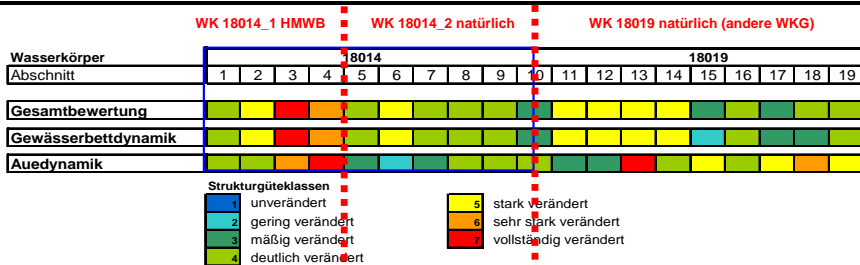 WK 18014_1 HMWB WK 18014_2 natürlich WK 18019 natürlich (andere WKG)
Wasserkörper 18014 18019
Abschnitt 1 2 3 4 5 6 7 8 9 10 11 12 13 14 15 16 17 18 19
Gesamtbewertung
Gewässerbettdynamik
Auedynamik
Strukturgüteklassen
1 unverändert 5 stark verändert
2 gering verändert 6 sehr stark verändert
3 mäßig verändert 7 vollständig verändert
4 deutlich verändert